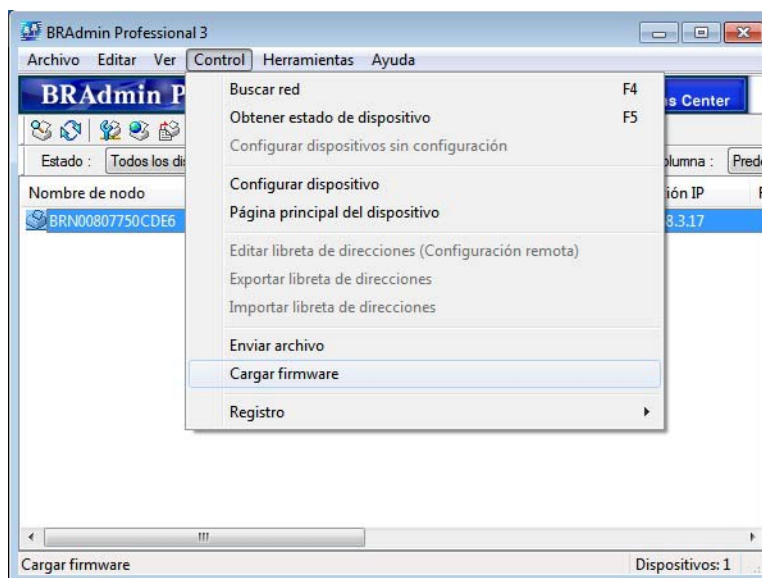 BRAdmin Professional 3
Archivo Editar Ver Control Herramientas Ayuda
BRAdmin P
Center
Buscar red F4
Obtener estado de dispositivo F5
Configurar dispositivos sin configuración
Estado : Todos los di
olumna : Pred
Configurar dispositivo
Nombre de nodo
ión IP
Página principal del dispositivo
BRN00807750CDE6
8.3.17
Editar libreta de direcciones (Configuración remota)
Exportar libreta de direcciones
Importar libreta de direcciones
Enviar archivo
Cargar firmware
Registro
Cargar firmware
Dispositivos: 1